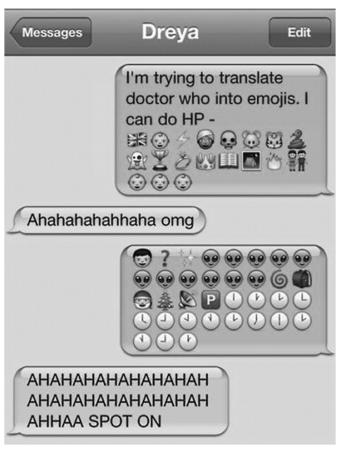 Messages Dreya Edit
I'm trying to translate
doctor who into emojis. I
can do HP -
Ahahahahahhaha omg
?
P
AHAHAHAHAHAHAHAH
AHAHAHAHAHAHAHAH
AHHAA SPOT ON